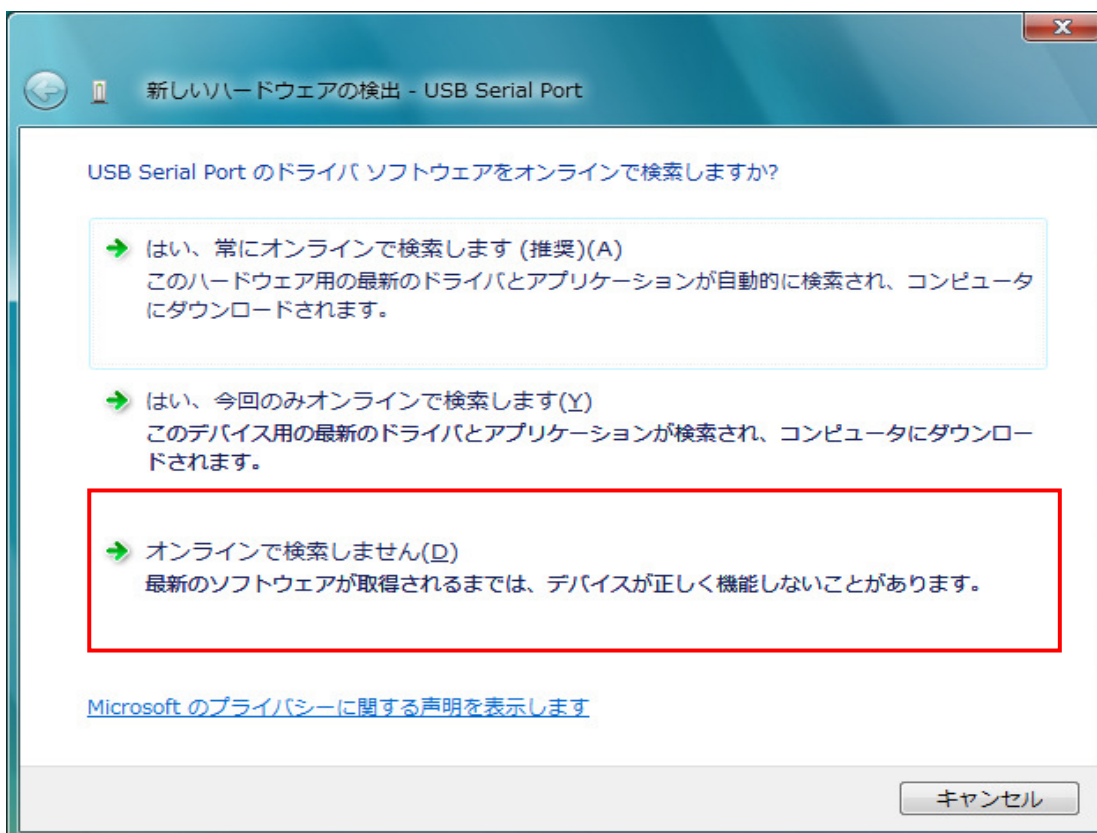 新しいハードウェアの検出 - USB Serial Port
USB Serial Port のドライバ ソフトウェアをオンラインで検索しますか?
はい、常にオンラインで検索します (推奨)(A)
このハードウェア用の最新のドライバとアプリケーションが自動的に検索され、コンピュータ
にダウンロードされます。
はい、今回のみオンラインで検索します(Y)
このデバイス用の最新のドライバとアプリケーションが検索され、コンピュータにダウンロー
ドされます。
オンラインで検索しません(D)
最新のソフトウェアが取得されるまでは、デバイスが正しく機能しないことがあります。
Microsoft のプライバシーに関する声明を表示します
キャンセル